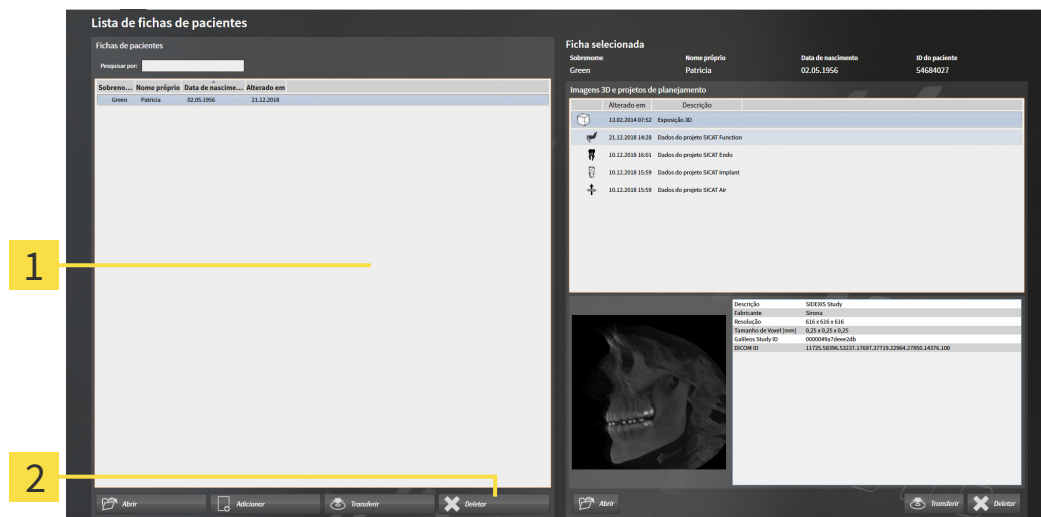 Lista de fichas de pacientes
Fichas de pacientes
Pesquisar por:
Sobreno... Nome próprio Data de nascime... Alterado em
Green Patricia 02.05.1956 21.12.2018
1
2
Abrir Adicionar Transferir Deletar
Ficha selecionada
Sobrenome Nome próprio Data de nascimento ID do paciente
Green Patricia 02.05.1956 54684027
Imagens 3D e projetos de planejamento
Alterado em Descrição
13.02.2014 07:52 Exposição 3D
21.12.2018 14:28 Dados do projeto SICAT Function
10.12.2018 16:01 Dados do projeto SICAT Endo
10.12.2018 15:59 Dados do projeto SICAT Implant
10.12.2018 15:59 Dados do projeto SICAT Air
Descrição SIDEXIS Study
Fabricante Sirona
Resolução 616 x 616 x 616
Tamanho de Voxel [mm] 0,25 x 0,25 x 0,25
Galileos Study ID 0000049a7deee2db
DICOM ID 11725.58396.53237.17697.37719.22964.27850.14376.100
Abrir Transferir Deletar